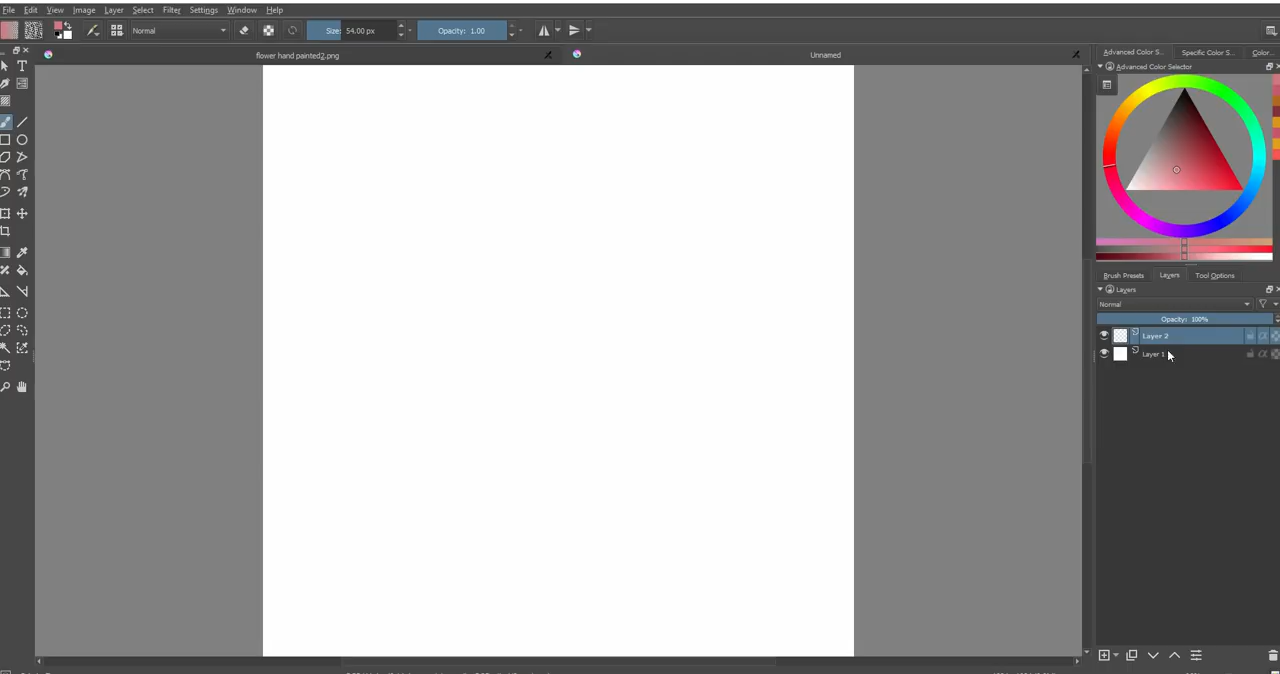 File Edit View Image Layer Select Filter Settings Window Help
Normal Size: 54.00 px Opacity: 1.00
flower hand painted2.png Unnamed
Advanced Color S... Specific Color S... Color...
Advanced Color Selector
Brush Presets Layers Tool Options
Layers
Normal
Opacity: 100%
Layer 2
Layer 1